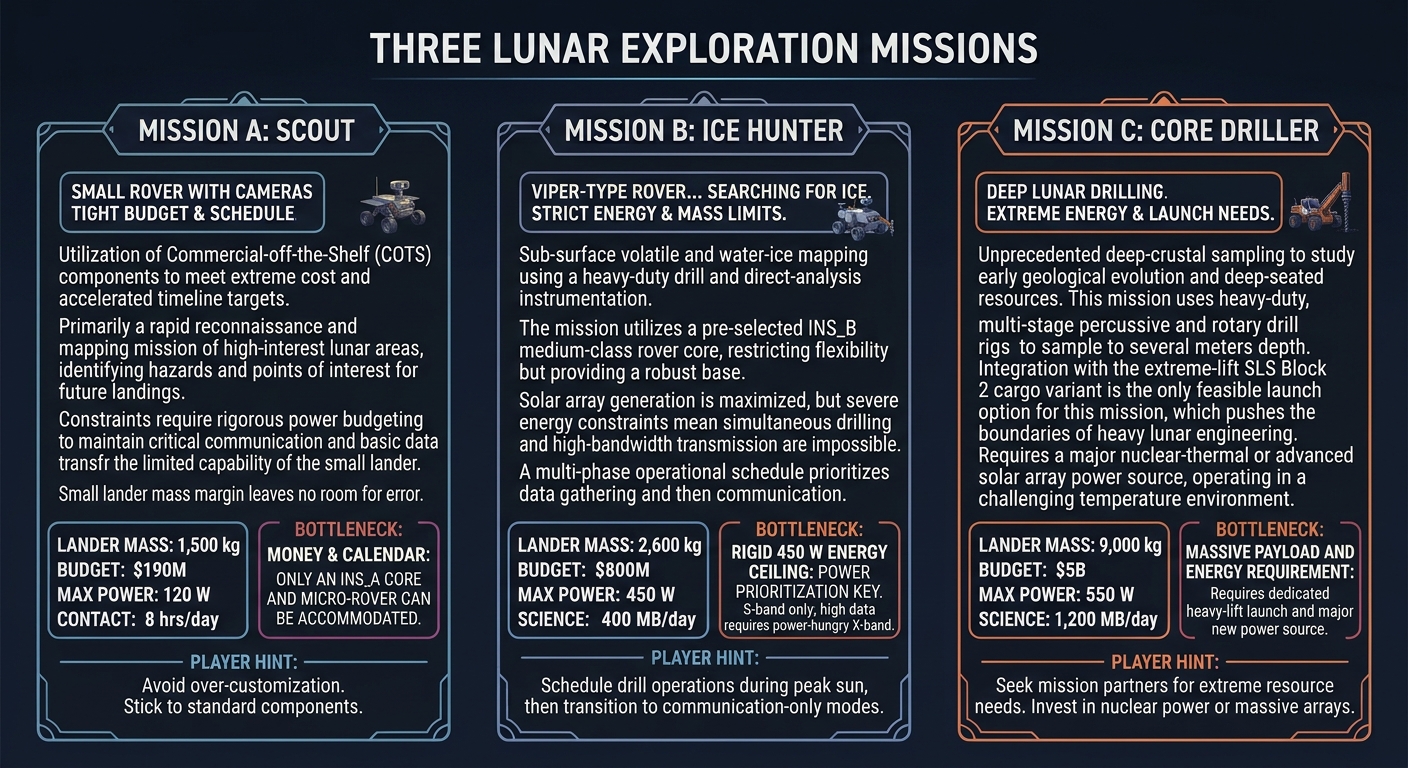 THREE LUNAR EXPLORATION MISSIONS
MISSION A: SCOUT
SMALL ROVER WITH CAMERAS
TIGHT BUDGET & SCHEDULE.
Utilization of Commercial-off-the-Shelf (COTS)
components to meet extreme cost and
accelerated timeline targets.
Primarily a rapid reconnaissance and
mapping mission of high-interest lunar areas,
identifying hazards and points of interest for
future landings.
Constraints require rigorous power budgeting
to maintain critical communication and basic data
transfr the limited capability of the small lander.
Small lander mass margin leaves no room for error.
LANDER MASS: 1,500 kg
BUDGET: $190M
MAX POWER: 120 W
CONTACT: 8 hrs/day
BOTTLENECK:
MONEY & CALENDAR:
ONLY AN INS_A CORE
AND MICRO-ROVER CAN
BE ACCOMMODATED.
PLAYER HINT:
Avoid over-customization.
Stick to standard components.
MISSION B: ICE HUNTER
VIPER-TYPE ROVER... SEARCHING FOR ICE.
STRICT ENERGY & MASS LIMITS.
Sub-surface volatile and water-ice mapping
using a heavy-duty drill and direct-analysis
instrumentation.
The mission utilizes a pre-selected INS_B
medium-class rover core, restricting flexibility
but providing a robust base.
Solar array generation is maximized, but severe
energy constraints mean simultaneous drilling
and high-bandwidth transmission are impossible.
A multi-phase operational schedule prioritizes
data gathering and then communication.
LANDER MASS: 2,600 kg
BUDGET: $800M
MAX POWER: 450 W
SCIENCE: 400 MB/day
BOTTLENECK:
RIGID 450 W ENERGY
CEILING: POWER
PRIORITIZATION KEY.
S-band only, high data
requires power-hungry X-band.
PLAYER HINT:
Schedule drill operations during peak sun,
then transition to communication-only modes.
MISSION C: CORE DRILLER
DEEP LUNAR DRILLING.
EXTREME ENERGY & LAUNCH NEEDS.
Unprecedented deep-crustal sampling to study
early geological evolution and deep-seated
resources. This mission uses heavy-duty,
multi-stage percussive and rotary drill
rigs to sample to several meters depth.
Integration with the extreme-lift SLS Block
2 cargo variant is the only feasible launch
option for this mission, which pushes the
boundaries of heavy lunar engineering.
Requires a major nuclear-thermal or advanced
solar array power source, operating in a
challenging temperature environment.
LANDER MASS: 9,000 kg
BUDGET: $5B
MAX POWER: 550 W
SCIENCE: 1,200 MB/day
BOTTLENECK:
MASSIVE PAYLOAD AND
ENERGY REQUIREMENT:
Requires dedicated
heavy-lift launch and major
new power source.
PLAYER HINT:
Seek mission partners for extreme resource
needs. Invest in nuclear power or massive arrays.